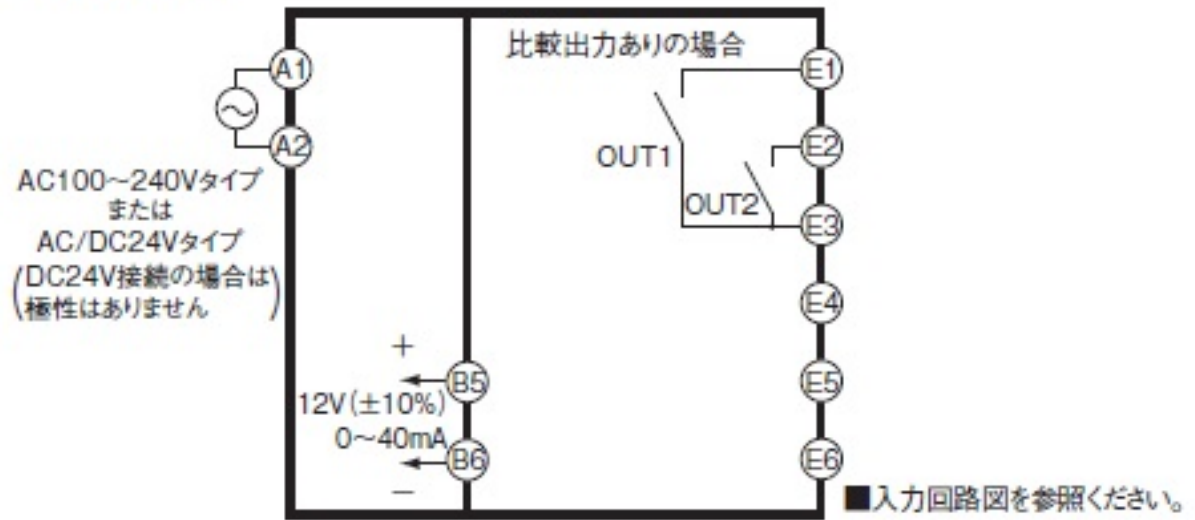 比較出力ありの場合
A1
E1
A2
E2
OUT1
AC100～240Vタイプ
または
AC/DC24Vタイプ
(DC24V接続の場合は
極性はありません)
OUT2
E3
E4
+
B5
E5
12V(±10%)
0～40mA
B6
E6
−
■入力回路図を参照ください。